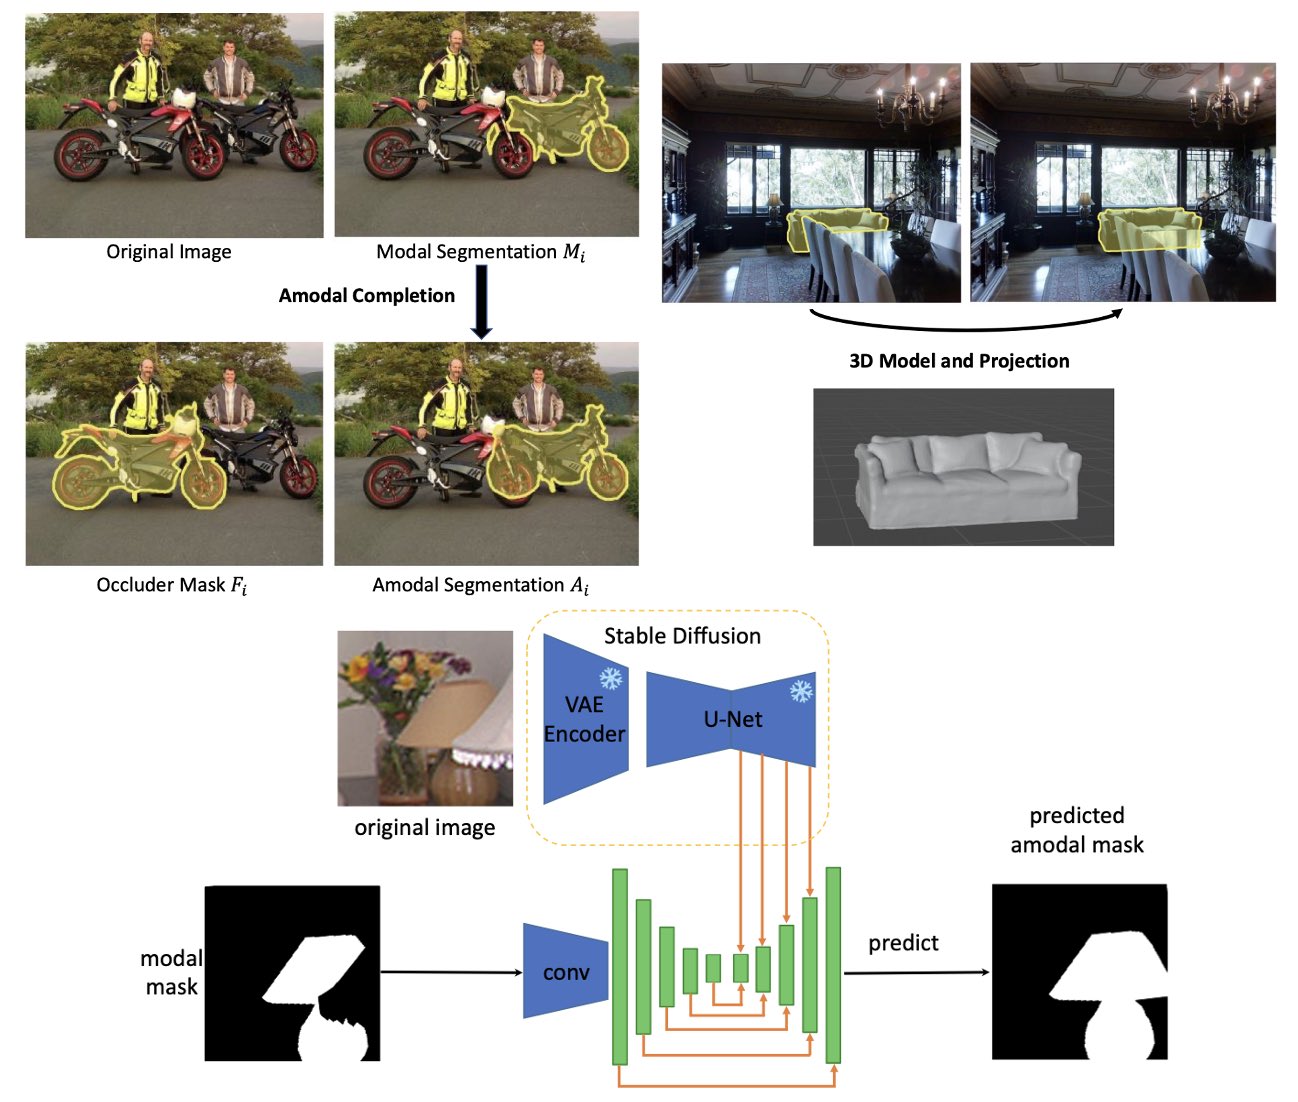 Original Image
Modal Segmentation M_i
Amodal Completion
Occluder Mask F_i
Amodal Segmentation A_i
3D Model and Projection
Stable Diffusion
VAE
Encoder
U-Net
original image
modal
mask
conv
predict
predicted
amodal mask